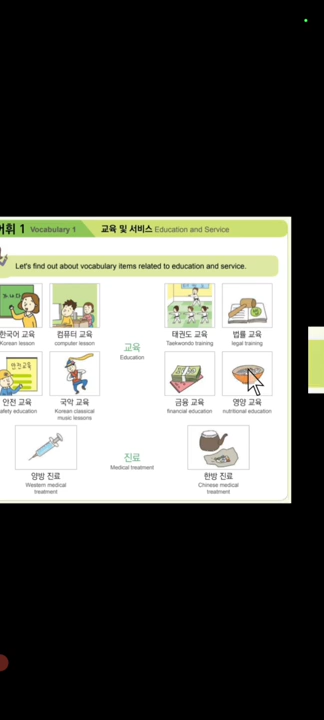 어휘 1 Vocabulary 1 교육 및 서비스 Education and Service
Let's find out about vocabulary items related to education and service.
한국어 교육 컴퓨터 교육 태권도 교육 법률 교육
Korean lesson computer lesson 교육 Taekwondo training legal training
Education
안전교육
안전 교육 국악 교육 금융 교육 영양 교육
safety education Korean classical financial education nutritional education
music lessons
양방 진료 진료 한방 진료
Western medical Medical treatment Chinese medical
treatment treatment